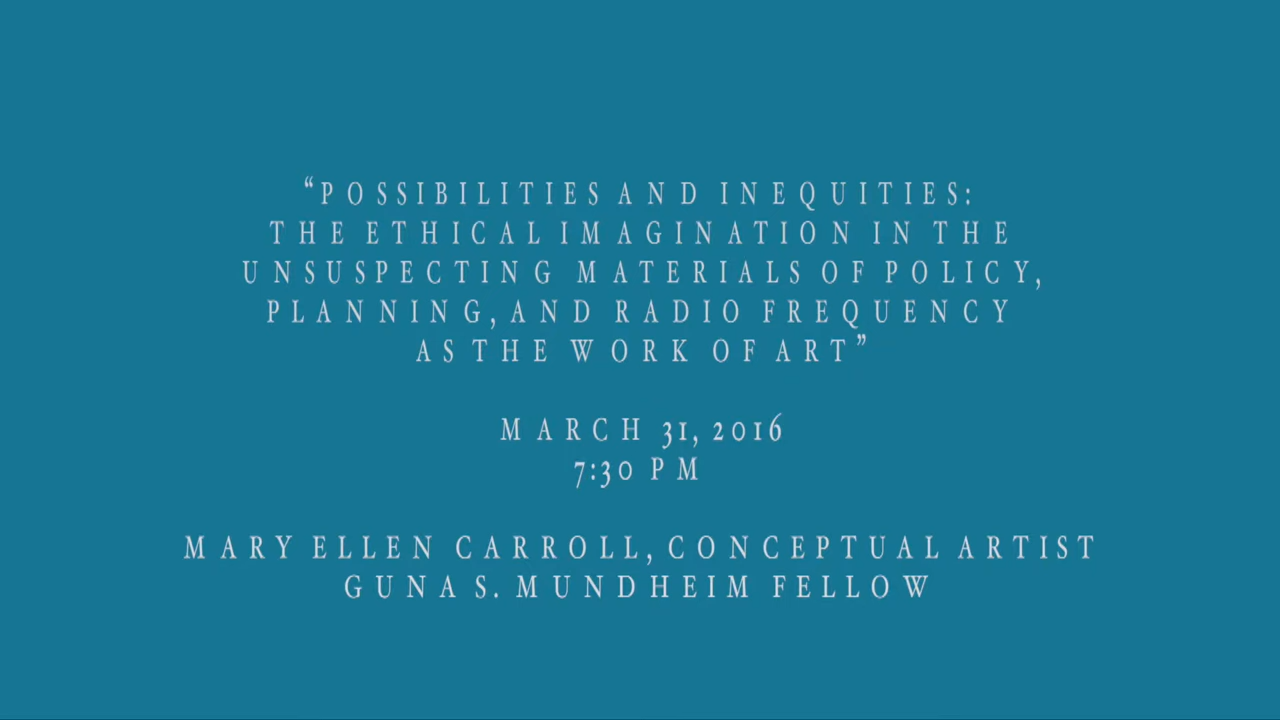 “POSSIBILITIES AND INEQUITIES:
THE ETHICAL IMAGINATION IN THE
UNSUSPECTING MATERIALS OF POLICY,
PLANNING, AND RADIO FREQUENCY
AS THE WORK OF ART”
MARCH 31, 2016
7:30 PM
MARY ELLEN CARROLL, CONCEPTUAL ARTIST
GUNA S. MUNDHEIM FELLOW